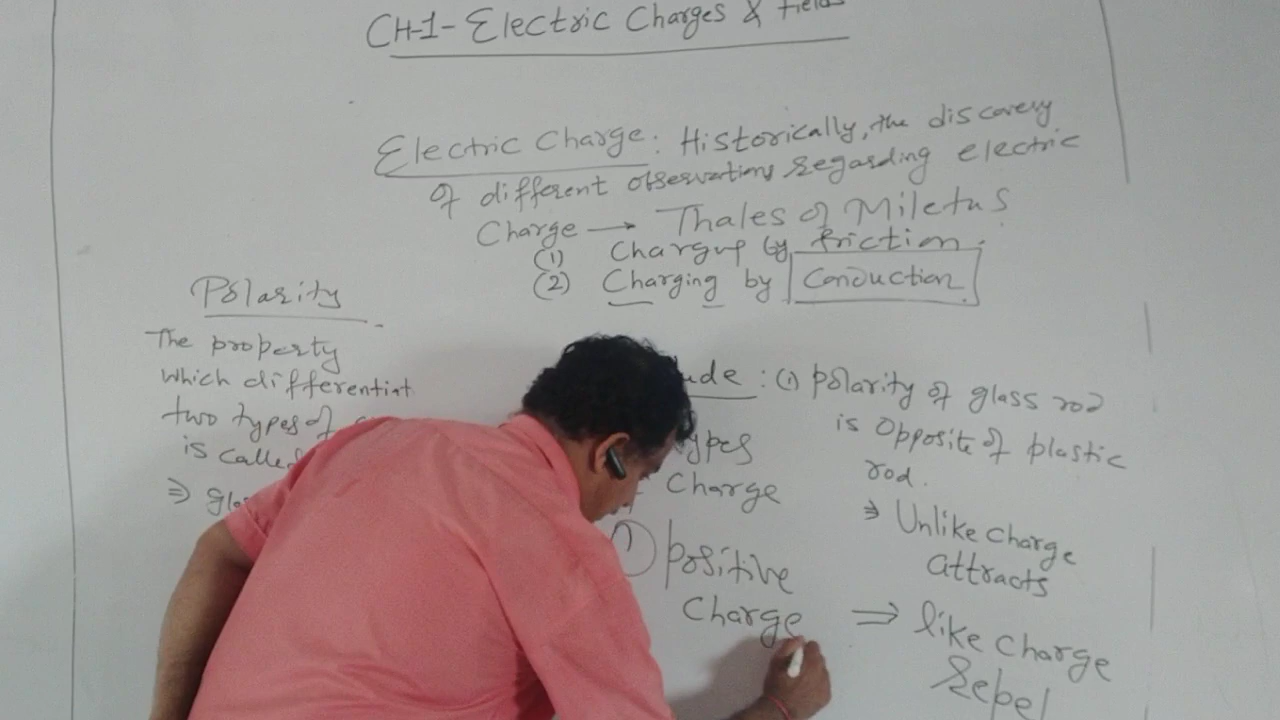 CH-1- Electric Charges & Fields
Electric Charge: Historically, the discovery
of different observations regarding electric
Charge → Thales of Miletus
(1) Chargup by friction.
(2) Charging by Conduction.
Polarity
The property
which differentiat
two types of
is called
⇒ glas
ude : (1) polarity of glass rod
is opposite of plastic
rod.
⇒ Unlike charge
attracts
⇒ like charge
repel
ypes
Charge
(1) positive
Charge